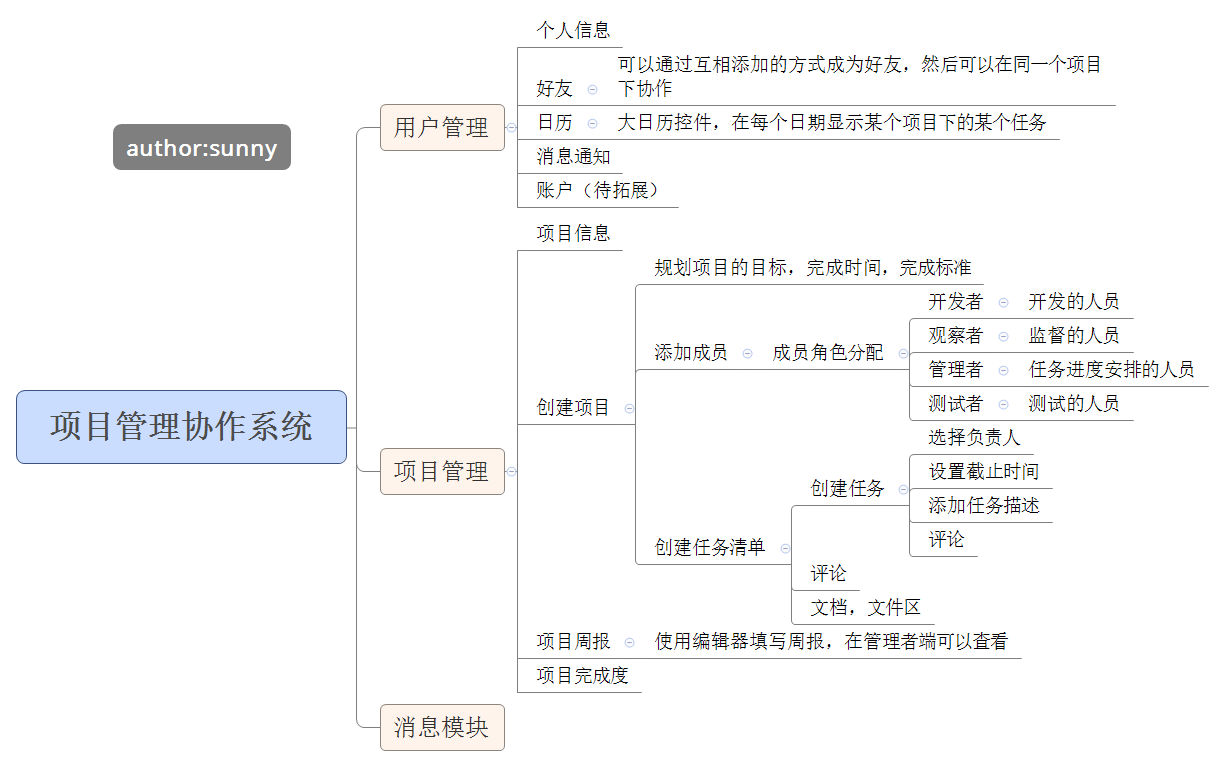 个人信息
可以通过互相添加的方式成为好友，然后可以在同一个项目
好友
下协作
用户管理
日历
大日历控件，在每个日期显示某个项目下的某个任务
author:sunny
消息通知
账户（待拓展）
项目信息
规划项目的目标，完成时间，完成标准
开发者
开发的人员
观察者
监督的人员
添加成员
成员角色分配
管理者
任务进度安排的人员
测试者
测试的人员
创建项目
项目管理协作系统
选择负责人
项目管理
设置截止时间
创建任务
添加任务描述
评论
创建任务清单
评论
文档，文件区
项目周报
使用编辑器填写周报，在管理者端可以查看
项目完成度
消息模块